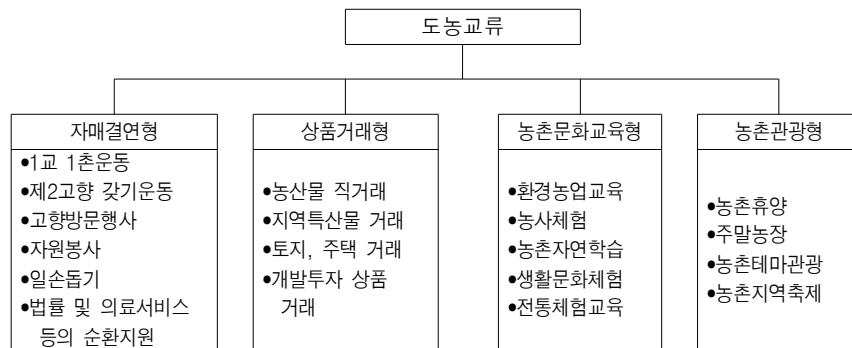 도농교류
자매결연형
●1교 1촌운동
●제2고향 갖기운동
●고향방문행사
●자원봉사
●일손돕기
●법률 및 의료서비스
등의 순환지원
상품거래형
●농산물 직거래
●지역특산물 거래
●토지, 주택 거래
●개발투자 상품
거래
농촌문화교육형
●환경농업교육
●농사체험
●농촌자연학습
●생활문화체험
●전통체험교육
농촌관광형
●농촌휴양
●주말농장
●농촌테마관광
●농촌지역축제